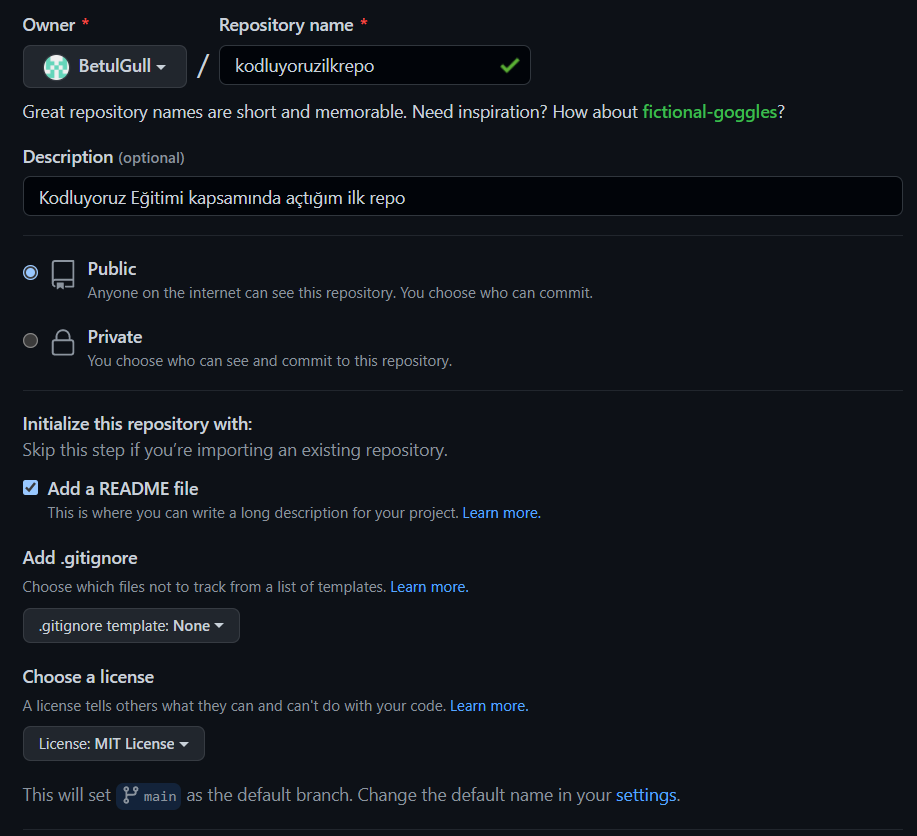 Owner * Repository name *
BetulGull / kodluyoruzilkrepo
Great repository names are short and memorable. Need inspiration? How about fictional-goggles?
Description (optional)
Kodluyoruz Eğitimi kapsamında açtığım ilk repo
Public
Anyone on the internet can see this repository. You choose who can commit.
Private
You choose who can see and commit to this repository.
Initialize this repository with:
Skip this step if you’re importing an existing repository.
Add a README file
This is where you can write a long description for your project. Learn more.
Add .gitignore
Choose which files not to track from a list of templates. Learn more.
.gitignore template: None
Choose a license
A license tells others what they can and can't do with your code. Learn more.
License: MIT License
This will set main as the default branch. Change the default name in your settings.